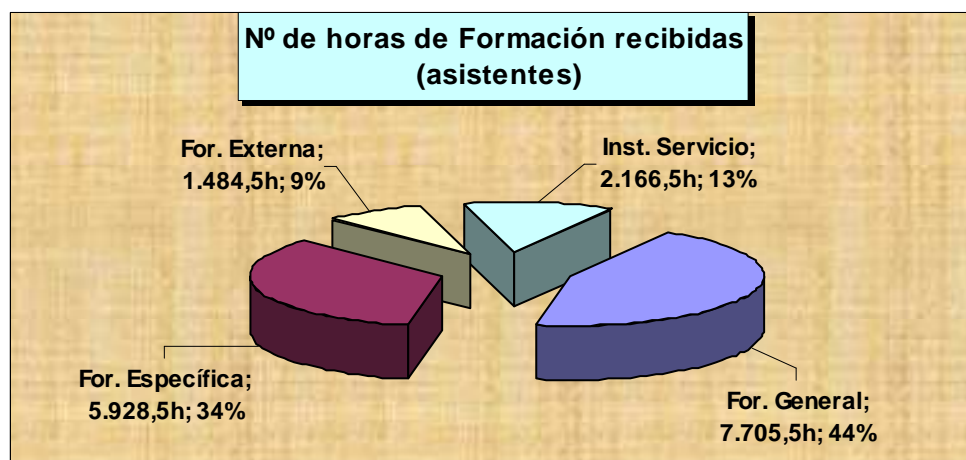 Nº de horas de Formación recibidas
(asistentes)
For. Externa;
1.484,5h; 9%
Inst. Servicio;
2.166,5h; 13%
For. Específica;
5.928,5h; 34%
For. General;
7.705,5h; 44%